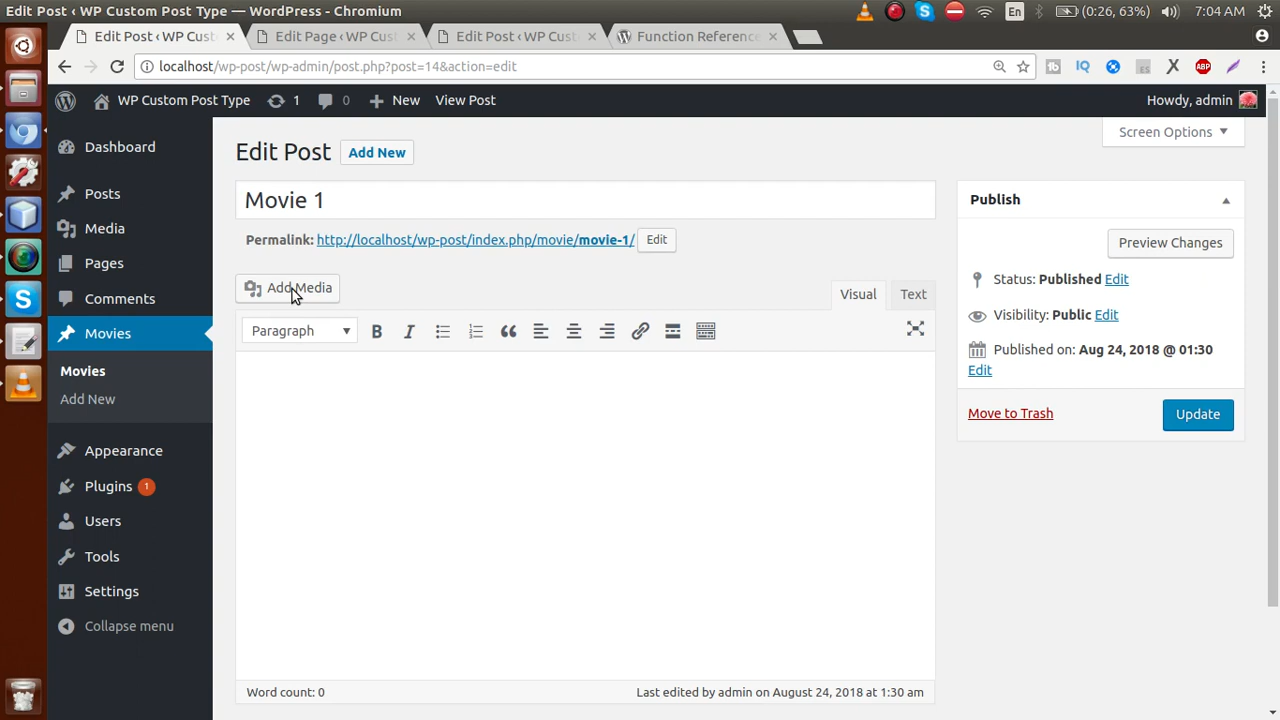 Edit Post ‹ WP Custom Post Type — WordPress - Chromium
En
(0:26, 63%)
7:04 AM
Edit Post ‹ WP Cust
Edit Page ‹ WP Cust
Edit Post ‹ WP Cust
Function Reference
localhost/wp-post/wp-admin/post.php?post=14&action=edit
WP Custom Post Type
1
0
New
View Post
Howdy, admin
Screen Options
Dashboard
Posts
Media
Pages
Comments
Movies
Movies
Add New
Appearance
Plugins 1
Users
Tools
Settings
Collapse menu
Edit Post
Add New
Movie 1
Permalink: http://localhost/wp-post/index.php/movie/movie-1/ Edit
Add Media
Visual
Text
Paragraph
B I
Word count: 0
Last edited by admin on August 24, 2018 at 1:30 am
Publish
Preview Changes
Status: Published Edit
Visibility: Public Edit
Published on: Aug 24, 2018 @ 01:30
Edit
Move to Trash
Update